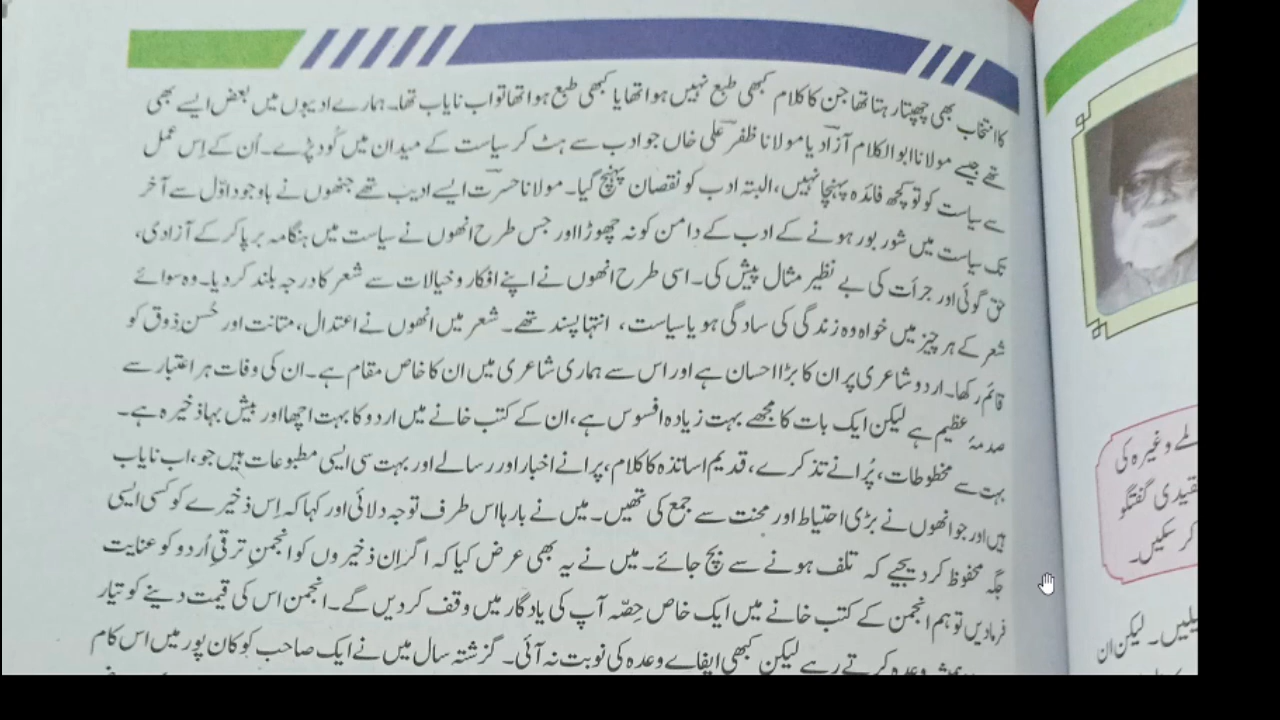 کا انتخاب بھی چھپتا رہتا تھا جن کا کلام کبھی طبع نہیں ہوا تھا یا کبھی طبع ہوا تھا تو اب نایاب تھا۔ ہمارے ادیبوں میں بعض ایسے بھی
تھے جیسے مولانا ابوالکلام آزادؔ یا مولانا ظفرؔ علی خاں جو ادب سے ہٹ کر سیاست کے میدان میں کُود پڑے۔ اُن کے اِس عمل
سے سیاست کو تو کچھ فائدہ پہنچا نہیں، البتہ ادب کو نقصان پہنچ گیا۔ مولانا حسرتؔ ایسے ادیب تھے جنھوں نے باوجود اوّل سے آخر
تک سیاست میں شور بور ہونے کے ادب کے دامن کو نہ چھوڑا اور جس طرح انھوں نے سیاست میں ہنگامہ برپا کر کے آزادی،
حق گوئی اور جرأت کی بے نظیر مثال پیش کی۔ اسی طرح انھوں نے اپنے افکار و خیالات سے شعر کا درجہ بلند کر دیا۔ وہ سوائے
شعر کے ہر چیز میں خواہ وہ زندگی کی سادگی ہو یا سیاست، انتہا پسند تھے۔ شعر میں انھوں نے اعتدال، متانت اور حُسنِ ذوق کو
قائم رکھا۔ اردو شاعری پر ان کا بڑا احسان ہے اور اس سے ہماری شاعری میں ان کا خاص مقام ہے۔ ان کی وفات ہر اعتبار سے
صدمۂ عظیم ہے لیکن ایک بات کا مجھے بہت زیادہ افسوس ہے، ان کے کتب خانے میں اردو کا بہت اچھا اور بیش بہا ذخیرہ ہے۔
بہت سے مخطوطات، پُرانے تذکرے، قدیم اساتذہ کا کلام، پرانے اخبار اور رسالے اور بہت سی ایسی مطبوعات ہیں جو، اب نایاب
ہیں اور جو انھوں نے بڑی احتیاط اور محنت سے جمع کی تھیں۔ میں نے بارہا اس طرف توجہ دلائی اور کہا کہ اِس ذخیرے کو کسی ایسی
جگہ محفوظ کر دیجیے کہ تلف ہونے سے بچ جائے۔ میں نے یہ بھی عرض کیا کہ اگر اِن ذخیروں کو انجمنِ ترقیِ اُردو کو عنایت
فرما دیں تو ہم انجمن کے کتب خانے میں ایک خاص حصّہ آپ کی یادگار میں وقف کر دیں گے۔ انجمن اس کی قیمت دینے کو تیّار
وعدہ کرتے رہے لیکن کبھی ایفاے وعدہ کی نوبت نہ آئی۔ گزشتہ سال میں نے ایک صاحب کو کان پور میں اس کام
وغیرہ کی
گفتگو
کر سکیں۔
لیکن ان